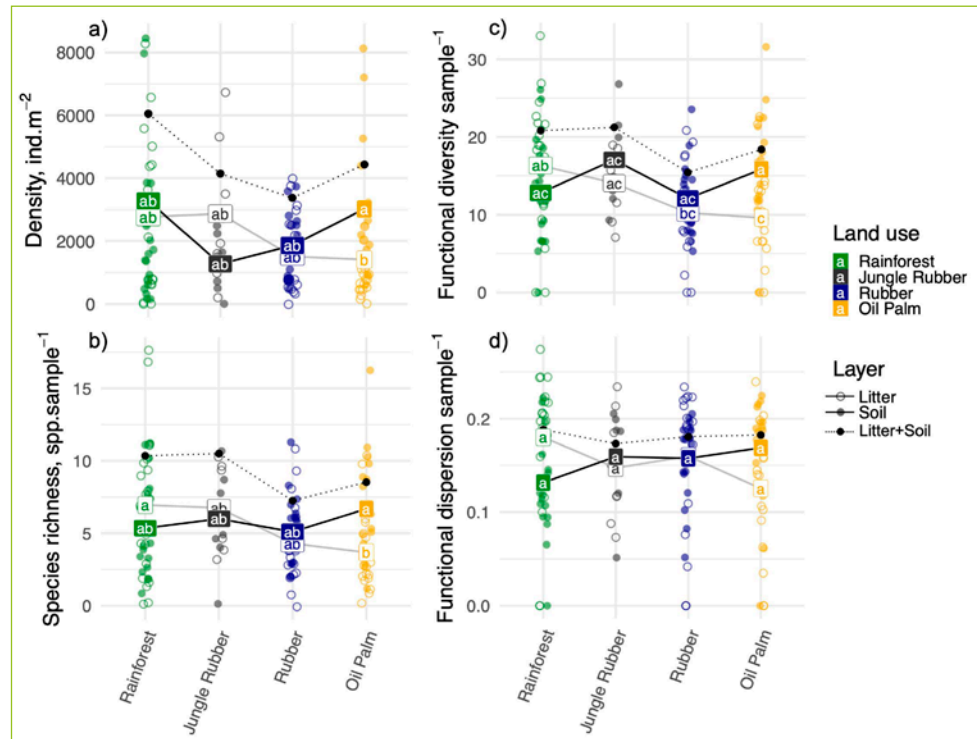 a)
Density, ind.m⁻²
8000
6000
4000
2000
0
ab
ab
ab
ab
ab
ab
a
b
b)
Species richness, spp.sample⁻¹
15
10
5
0
a
ab
ab
ab
ab
ab
a
b
Rainforest
Jungle Rubber
Rubber
Oil Palm
c)
Functional diversity sample⁻¹
30
20
10
0
ab
ac
ac
ac
ac
bc
a
c
d)
Functional dispersion sample⁻¹
0.2
0.1
0.0
a
a
a
a
a
a
a
Rainforest
Jungle Rubber
Rubber
Oil Palm
Land use
a Rainforest
a Jungle Rubber
a Rubber
a Oil Palm
Layer
Litter
Soil
Litter+Soil